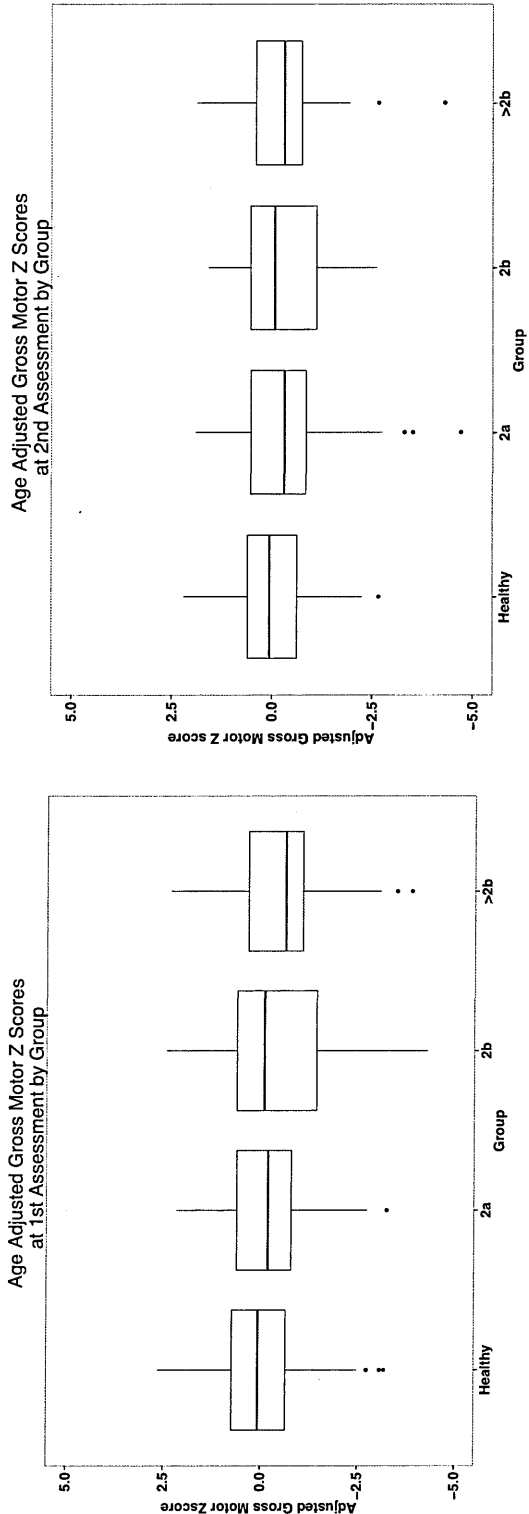 Age Adjusted Gross Motor Z Scores
at 1st Assessment by Group
Adjusted Gross Motor Zscore
5.0
2.5
0.0
-2.5
-5.0
Healthy
2a
2b
>2b
Group
Age Adjusted Gross Motor Z Scores
at 2nd Assessment by Group
Adjusted Gross Motor Z score
5.0
2.5
0.0
-2.5
-5.0
Healthy
2a
2b
>2b
Group